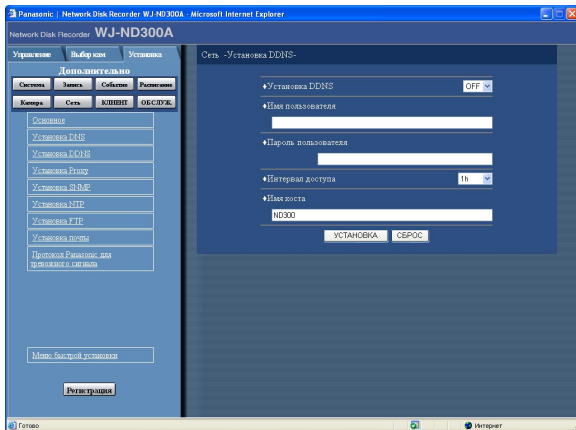 Panasonic | Network Disk Recorder WJ-ND300A - Microsoft Internet Explorer
Network Disk Recorder WJ-ND300A
Управление Выбор кам Установка
Дополнительно
Система Запись Событие Расписание
Камера Сеть КЛИЕНТ ОБСЛУЖ.
Основное
Установка DNS
Установка DDNS
Установка Proxy
Установка SNMP
Установка NTP
Установка FTP
Установка почты
Протокол Panasonic для
тревожного сигнала
Меню быстрой установки
Регистрация
Сеть -Установка DDNS-
♦Установка DDNS OFF
♦Имя пользователя
♦Пароль пользователя
♦Интервал доступа 1h
♦Имя хоста
ND300
УСТАНОВКА СБРОС
Готово Интернет